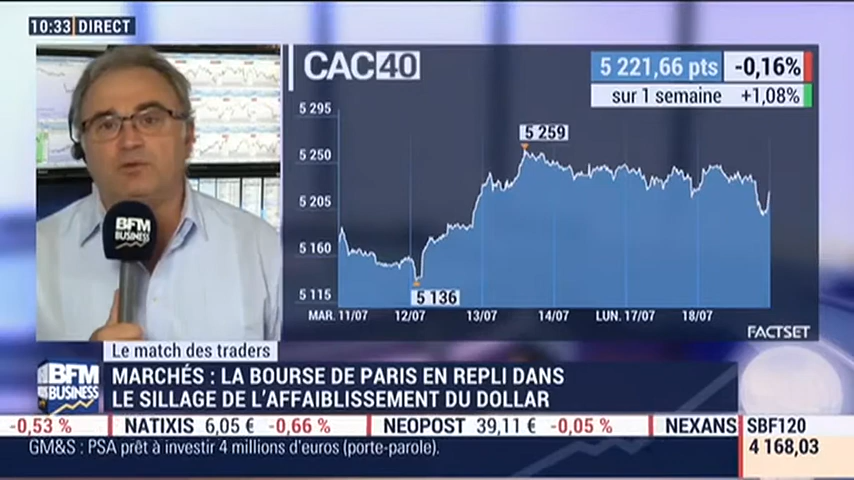 10:33 DIRECT
CAC40
5 221,66 pts -0,16%
sur 1 semaine +1,08%
5 295
5 250
5 205
5 160
5 115
5 259
5 136
MAR. 11/07 12/07 13/07 14/07 LUN. 17/07 18/07
FACTSET
BFM
BUSINESS
Le match des traders
BFM
BUSINESS
MARCHÉS : LA BOURSE DE PARIS EN REPLI DANS
LE SILLAGE DE L'AFFAIBLISSEMENT DU DOLLAR
-0,53 % NATIXIS 6,05 € -0,66 % NEOPOST 39,11 € -0,05 % NEXANS
SBF120
4 168,03
GM&S : PSA prêt à investir 4 millions d'euros (porte-parole).